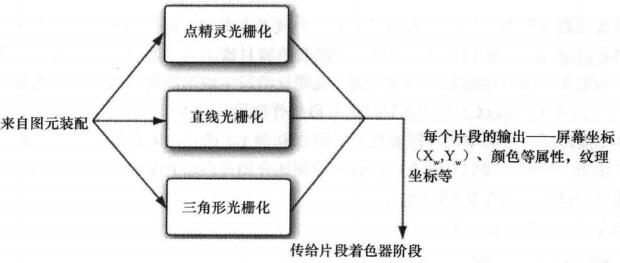 点精灵光栅化
来自图元装配
直线光栅化
三角形光栅化
每个片段的输出——屏幕坐标
（Xw,Yw）、颜色等属性，纹理
坐标等
传给片段着色器阶段